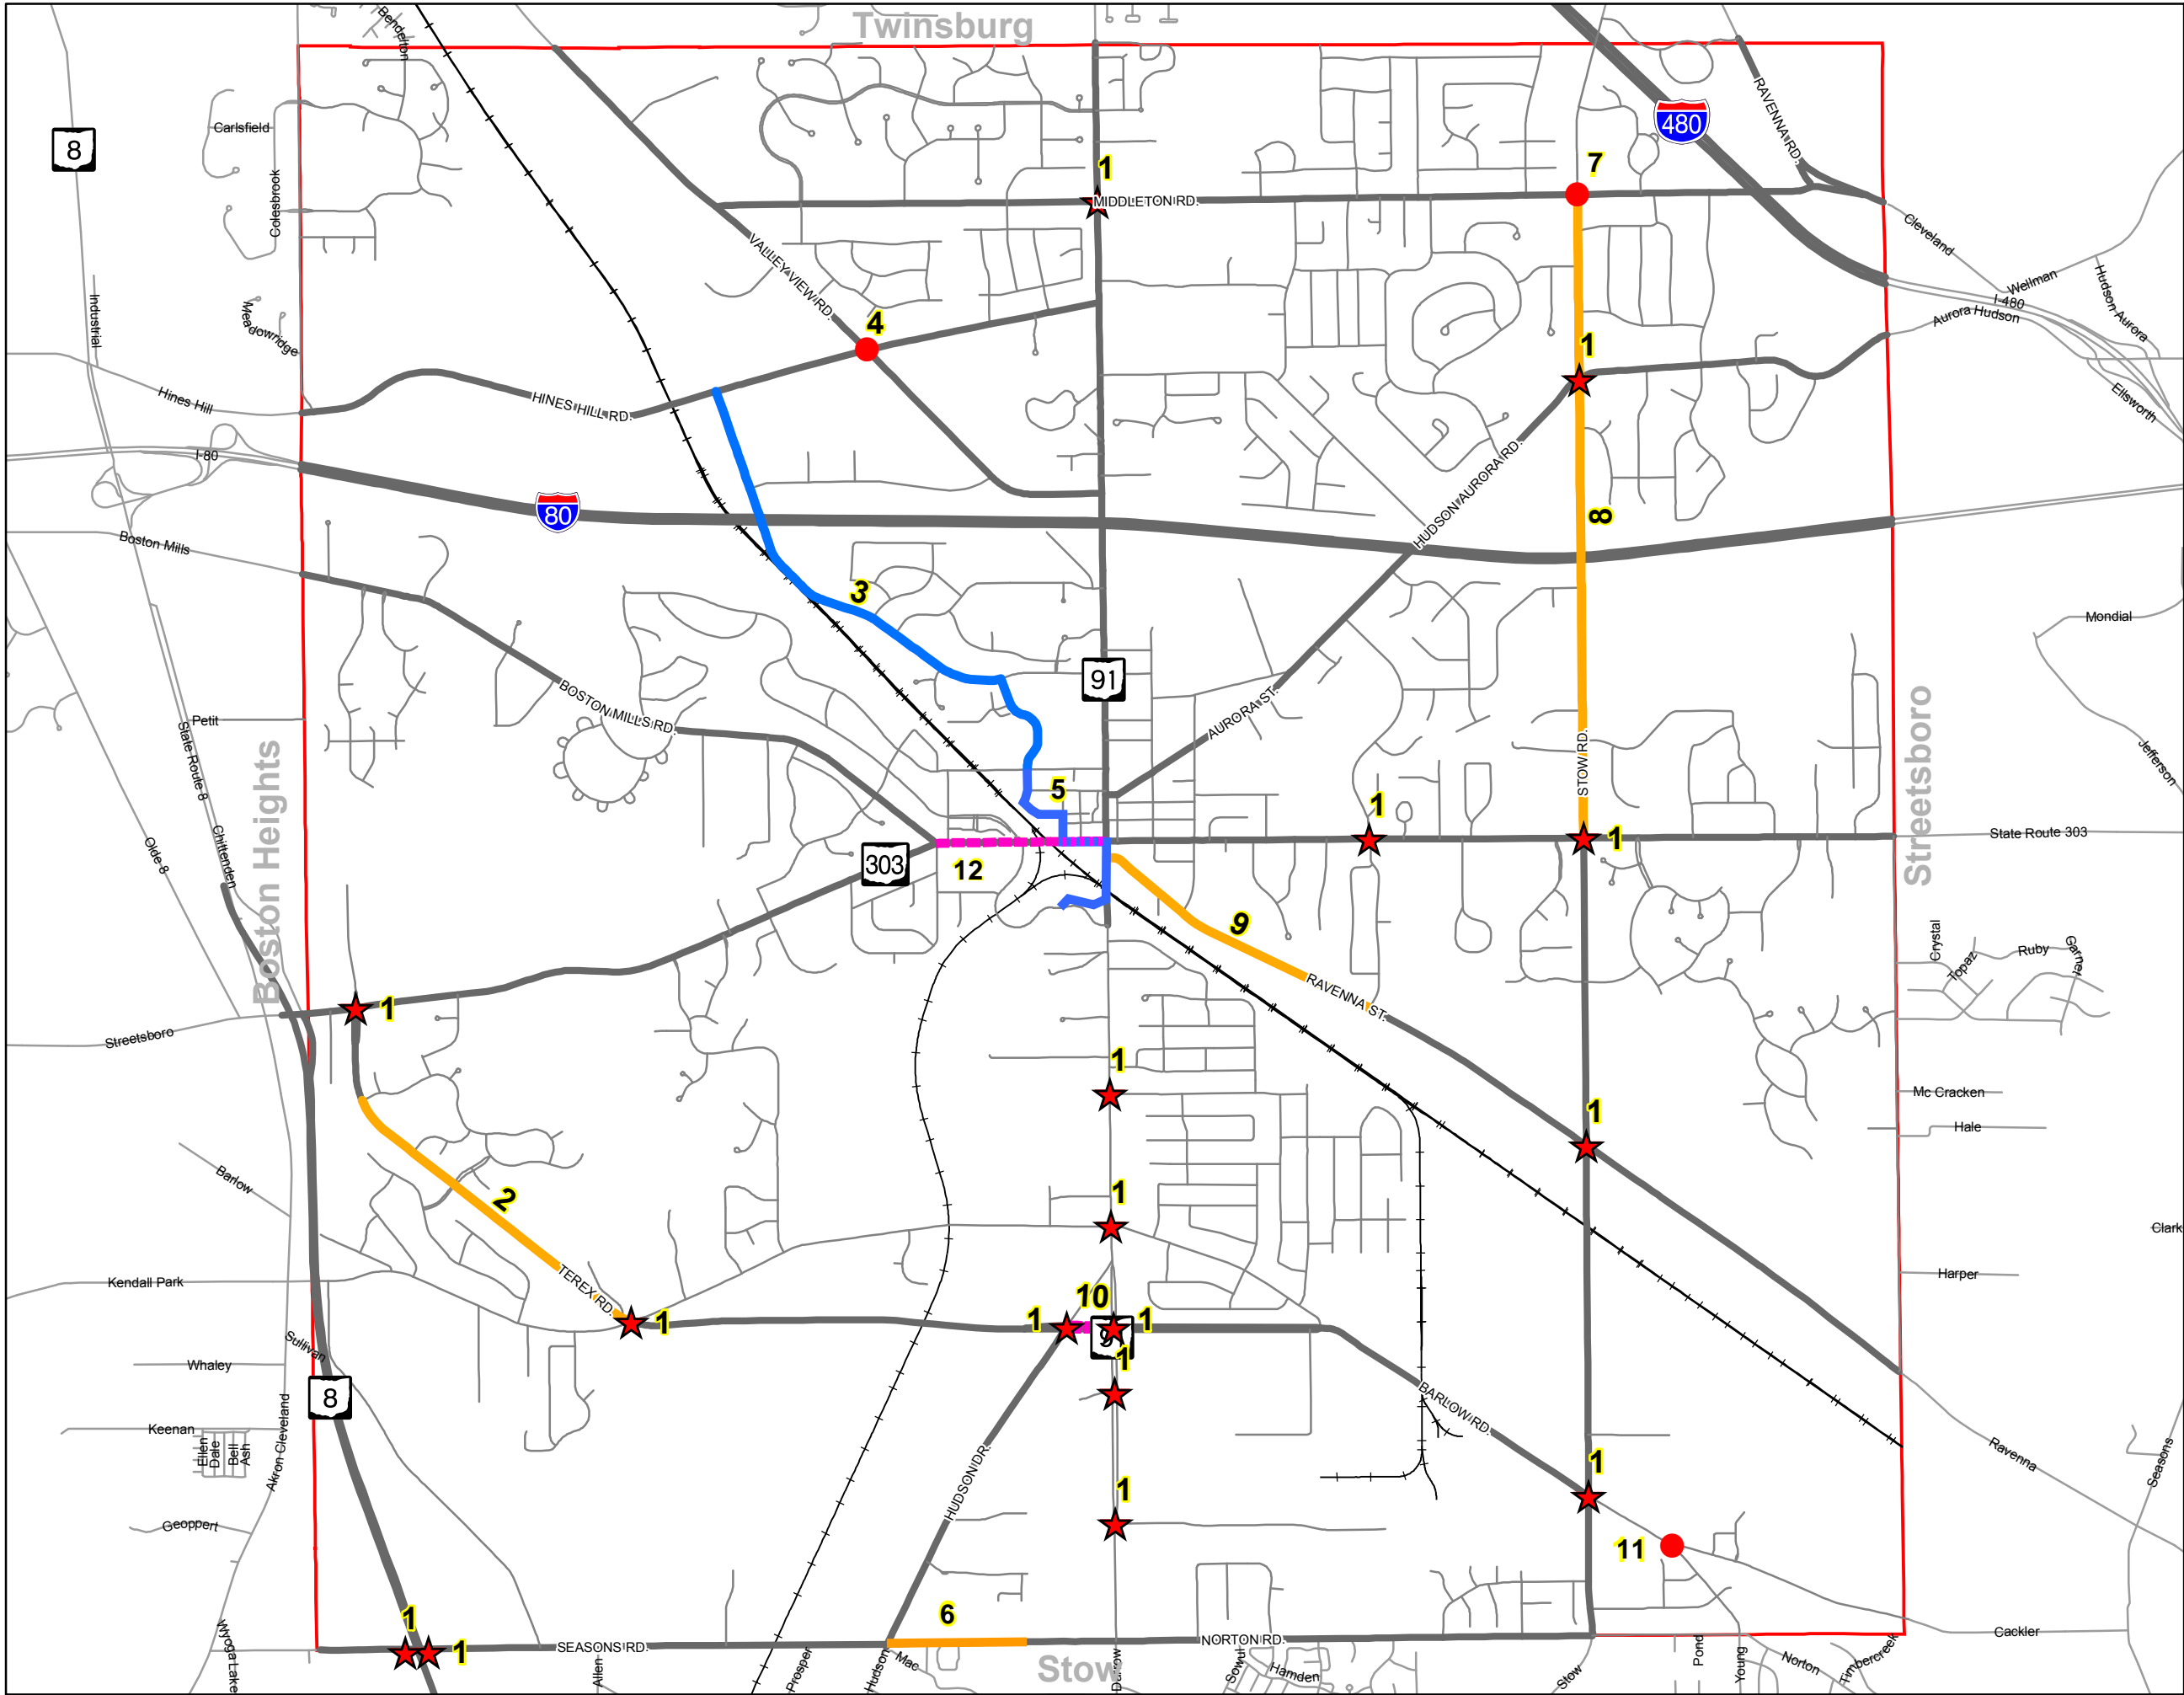 Twinsburg
Bendelton
RAVENNA RD.
480
Carlsfield
8
1
7
Colesbrook
MIDDLETON RD.
Cleveland
VALLEY VIEW RD.
Wellman
Hudson Aurora
I-480
Aurora Hudson
Industrial
Meadowridge
4
1
Hines Hill
HINES HILL RD.
Ellsworth
I-80
HUDSON AURORA RD.
80
8
Boston Mills
3
Mondial
91
BOSTON MILLS RD.
AURORA ST.
Petit
State Route 8
STOW RD.
Streetsboro
Jefferson
Boston Heights
5
1
1
State Route 303
Olde 8
Chittenden
303
12
9
Crystal
Topaz
Ruby
Garner
RAVENNA ST.
1
Streetsboro
1
Mc Cracken
1
Hale
Barlow
2
1
Clark
Kendall Park
TEREX RD.
Harper
10
1
1
1
91
1
Sullivan
Whaley
8
BARLOW RD.
Keenan
Ellen
Dale
Bell
Ash
Akron Cleveland
HUDSON DR.
Ravenna
Seasons
1
1
Geoppert
11
1
6
1
Wyoga Lake
SEASONS RD.
NORTON RD.
Cackler
Allen
Prosper
Hudson
Mac
Stow
Darrow
Sowul
Hamden
Stow
Pond
Young
Norton
Timbercreek